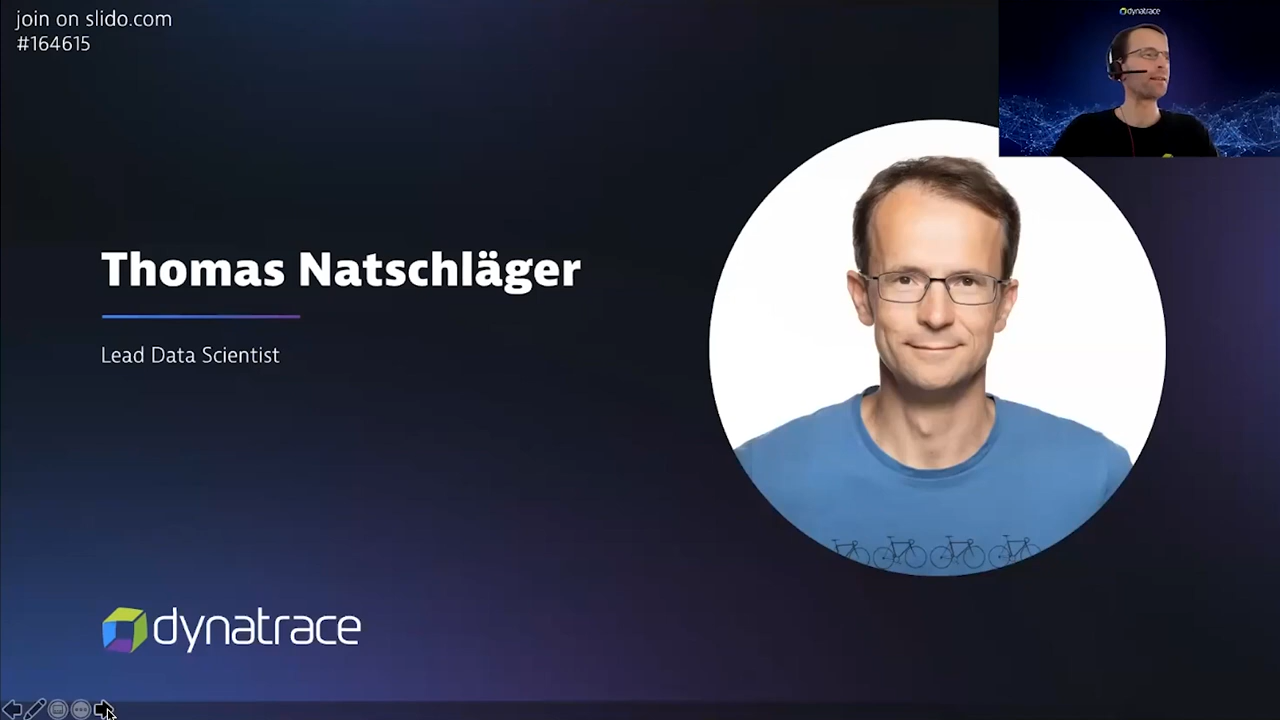 join on slido.com
#164615
dynatrace
Thomas Natschläger
Lead Data Scientist
dynatrace